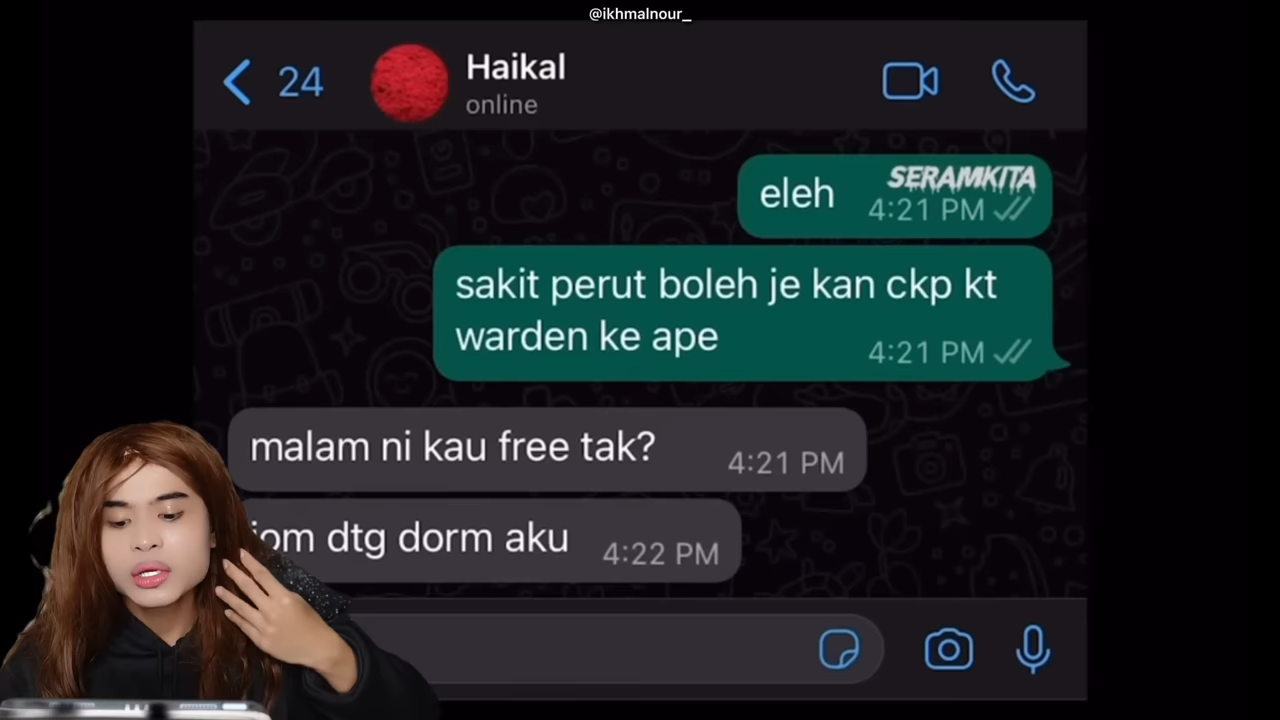 @ikhmalnour_
24
Haikal
online
eleh
SERAMKITA
4:21 PM
sakit perut boleh je kan ckp kt
warden ke ape
4:21 PM
malam ni kau free tak?
4:21 PM
jom dtg dorm aku
4:22 PM